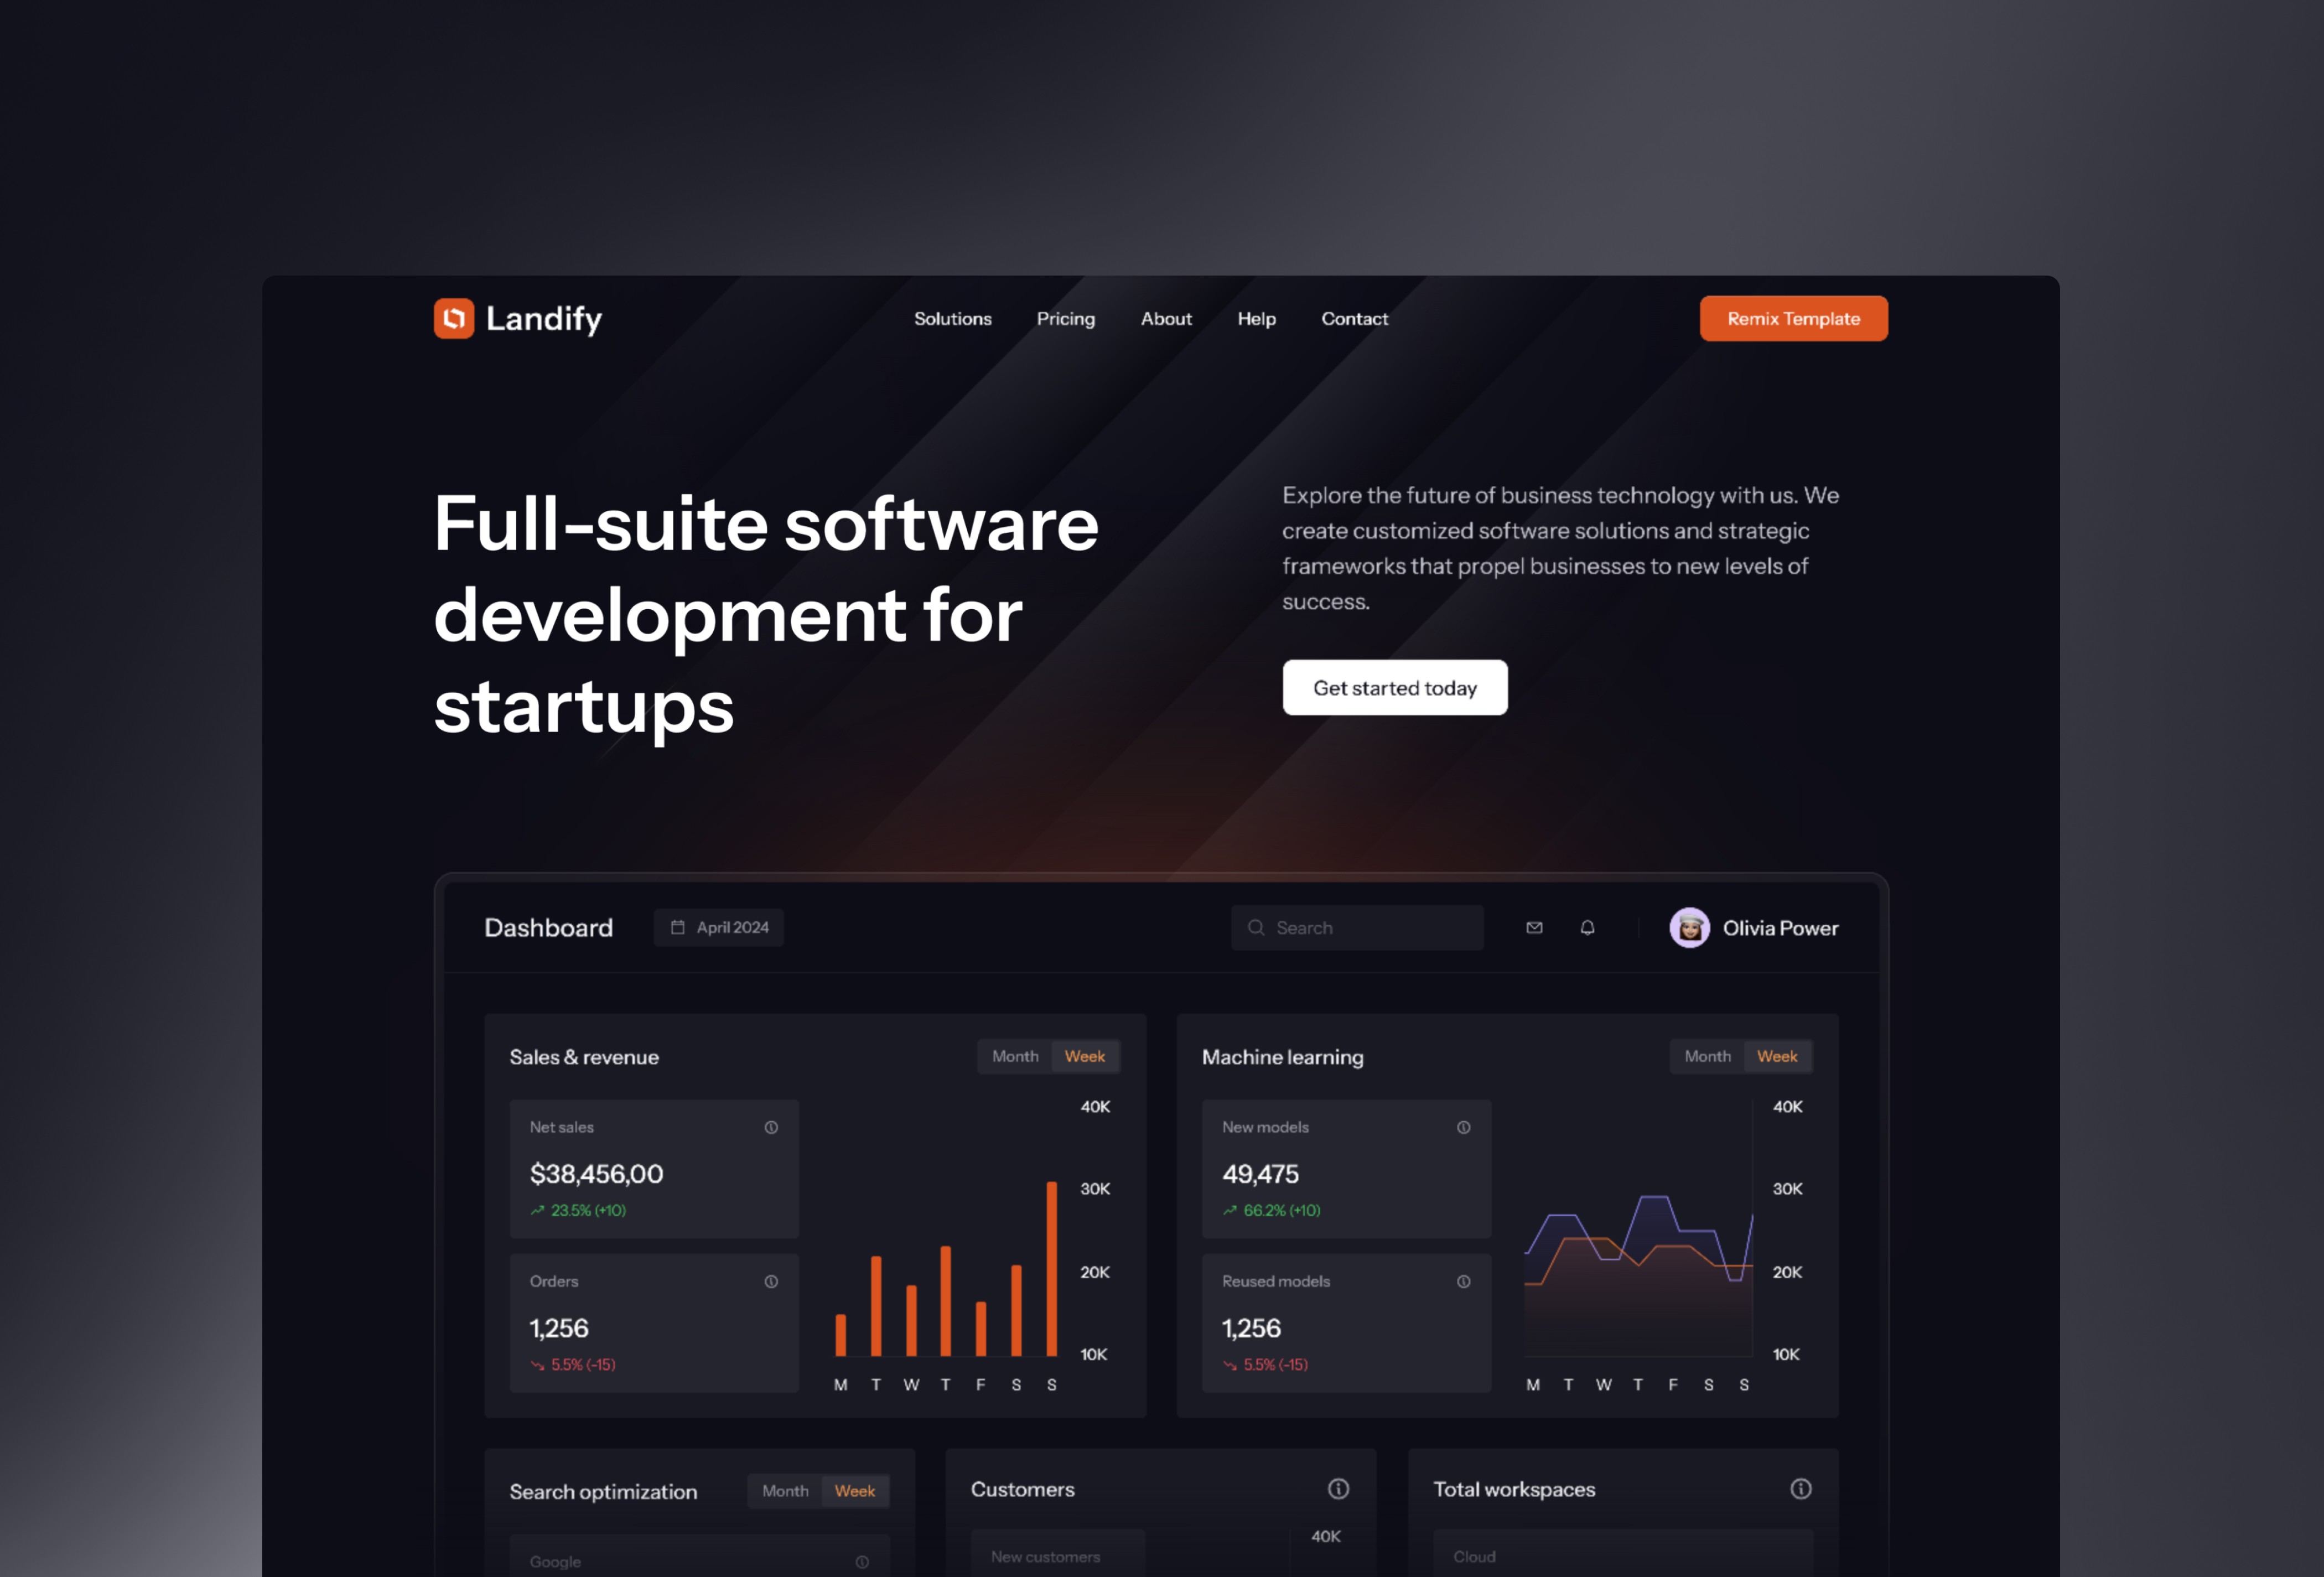 Landify
Solutions
Pricing
About
Help
Contact
Remix Template
Full-suite software
development for
startups
Explore the future of business technology with us. We
create customized software solutions and strategic
frameworks that propel businesses to new levels of
success.
Get started today
Dashboard
April 2024
Search
Olivia Power
Sales & revenue
Month
Week
Net sales
$38,456,00
23.5% (+10)
Orders
1,256
5.5% (-15)
40K
30K
20K
10K
M T W T F S S
Machine learning
Month
Week
New models
49,475
66.2% (+10)
Reused models
1,256
5.5% (-15)
40K
30K
20K
10K
M T W T F S S
Search optimization
Month
Week
Google
Customers
New customers
40K
Total workspaces
Cloud